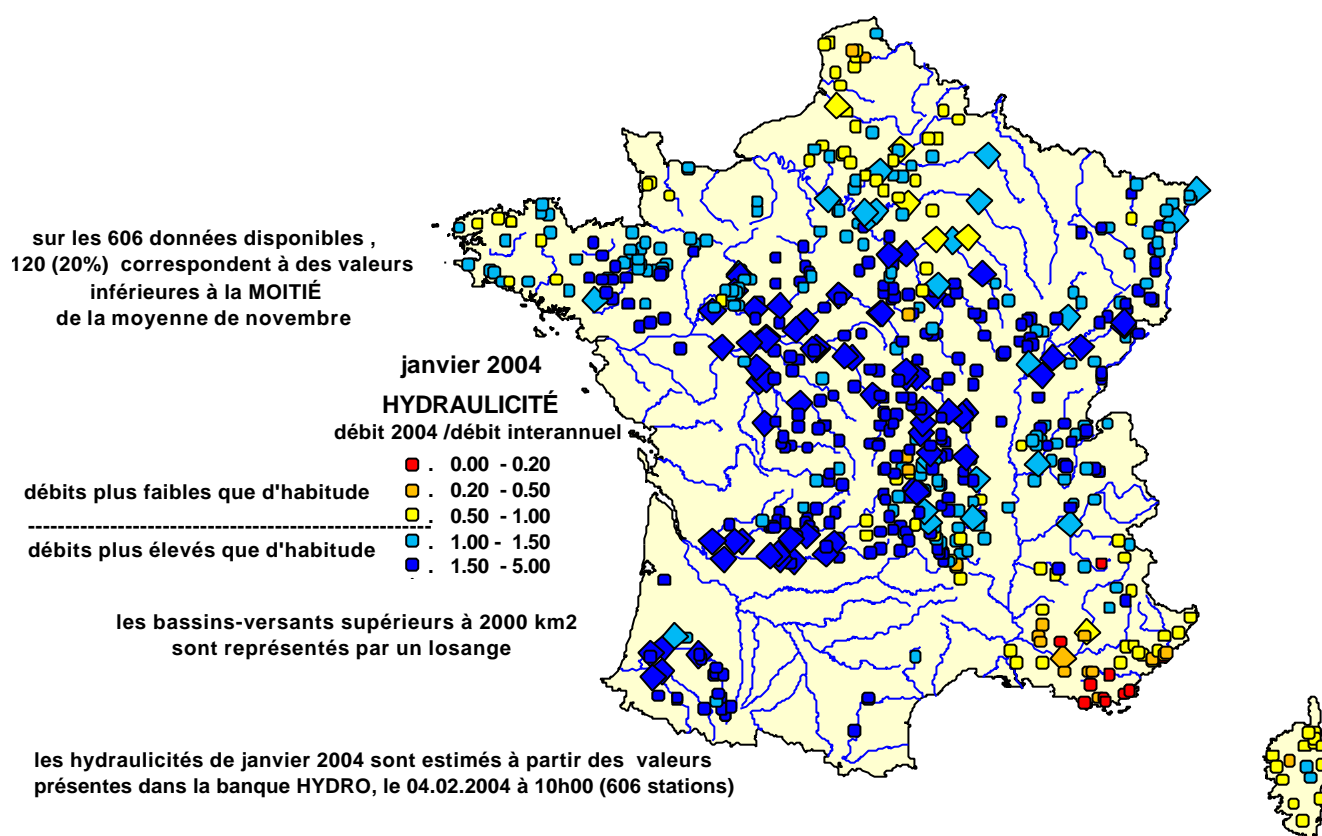 sur les 606 données disponibles ,
120 (20%) correspondent à des valeurs
inférieures à la MOITIÉ
de la moyenne de novembre
janvier 2004
HYDRAULICITÉ
débit 2004 /débit interannuel
. 0.00 - 0.20
débits plus faibles que d'habitude . 0.20 - 0.50
. 0.50 - 1.00
débits plus élevés que d'habitude . 1.00 - 1.50
. 1.50 - 5.00
les bassins-versants supérieurs à 2000 km2
sont représentés par un losange
les hydraulicités de janvier 2004 sont estimés à partir des valeurs
présentes dans la banque HYDRO, le 04.02.2004 à 10h00 (606 stations)